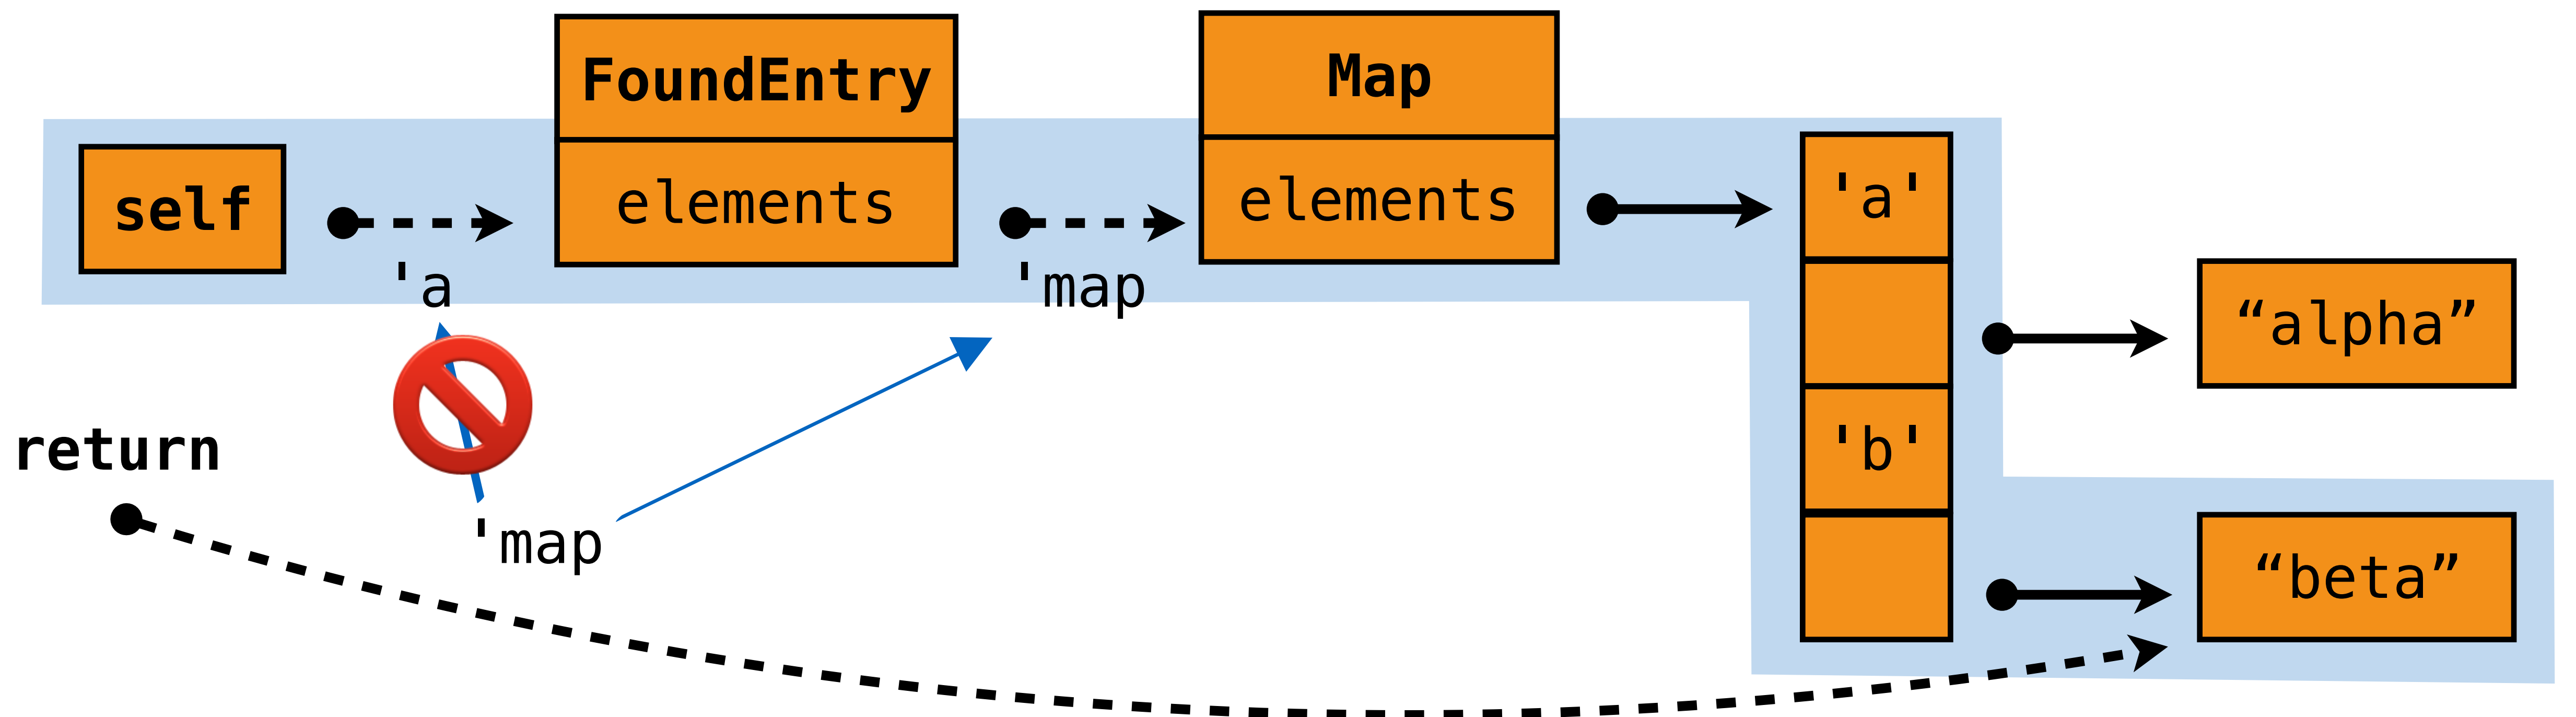 FoundEntry
Map
self
elements
elements
'a'
'a
'map
“alpha”
'b'
return
'map
“beta”